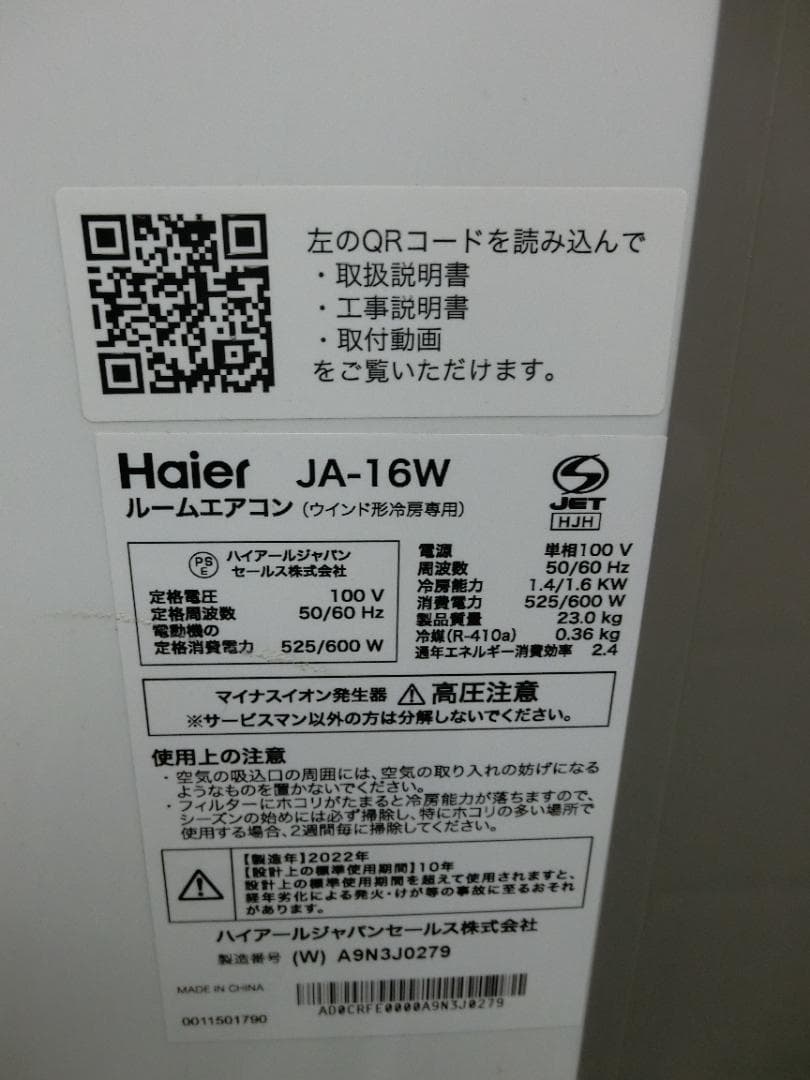 左のQRコードを読み込んで
・取扱説明書
・工事説明書
・取付動画
をご覧いただけます。
Haier JA-16W
ルームエアコン（ウインド形冷房専用）
JET
HJH
PS
E
ハイアールジャパン
セールス株式会社
定格電圧 100 V
定格周波数 50/60 Hz
電動機の
定格消費電力 525/600 W
電源 単相100 V
周波数 50/60 Hz
冷房能力 1.4/1.6 KW
消費電力 525/600 W
製品質量 23.0 kg
冷媒(R-410a) 0.36 kg
通年エネルギー消費効率 2.4
マイナスイオン発生器 ⚠ 高圧注意
※サービスマン以外の方は分解しないでください。
使用上の注意
・空気の吸込口の周囲には、空気の取り入れの妨げになる
ようなものを置かないでください。
・フィルターにホコリがたまると冷房能力が落ちますので、
シーズンの始めには必ず掃除し、特にホコリの多い場所で
使用する場合、2週間毎に掃除してください。
【製造年】2022年
【設計上の標準使用期間】10年
設計上の標準使用期間を超えて使用されますと、
経年劣化による発火・けが等の事故に至るおそれ
があります。
ハイアールジャパンセールス株式会社
製造番号 (W) A9N3J0279
MADE IN CHINA
AD0CRFE0000A9N3J0279
0011501790